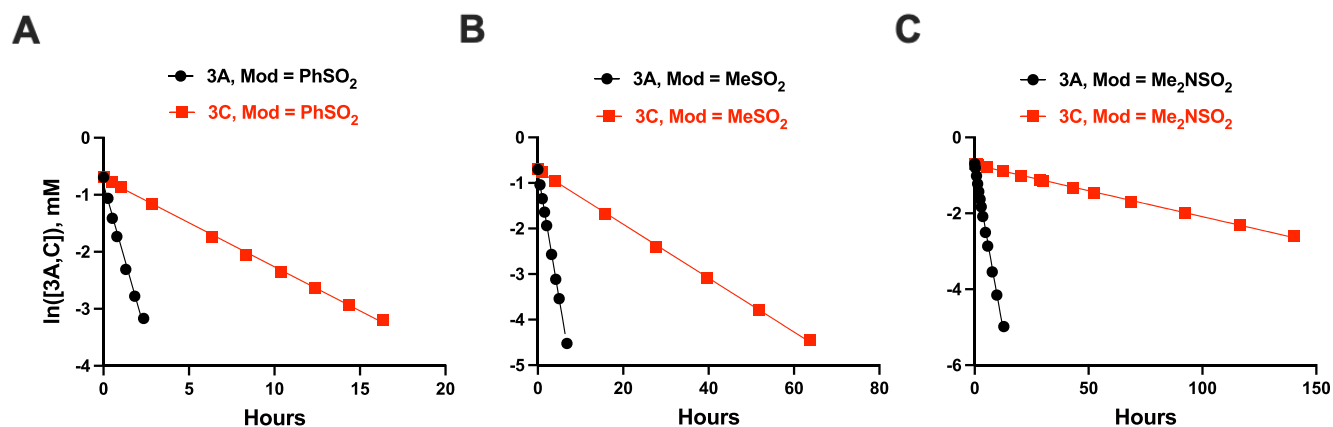 A
3A, Mod = PhSO₂
3C, Mod = PhSO₂
ln([3A,C]), mM
0
-1
-2
-3
-4
0 5 10 15 20
Hours
B
3A, Mod = MeSO₂
3C, Mod = MeSO₂
0
-1
-2
-3
-4
-5
0 20 40 60 80
Hours
C
3A, Mod = Me₂NSO₂
3C, Mod = Me₂NSO₂
0
-2
-4
-6
0 50 100 150
Hours